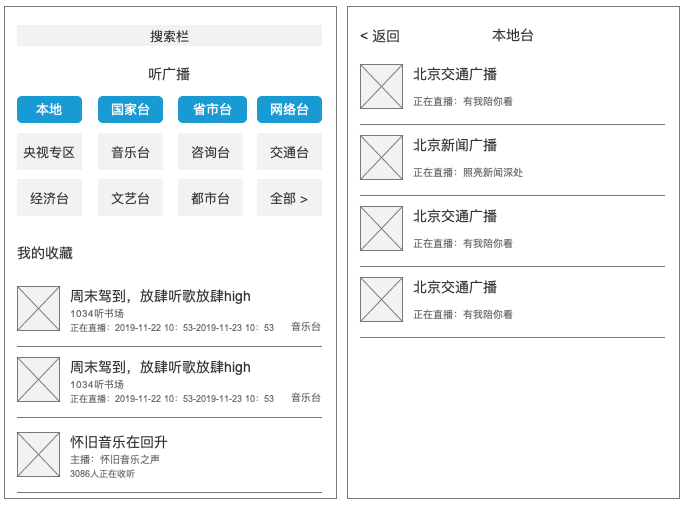 搜索栏
听广播
本地 国家台 省市台 网络台
央视专区 音乐台 咨询台 交通台
经济台 文艺台 都市台 全部 >
我的收藏
周末驾到，放肆听歌放肆high
1034听书场
正在直播：2019-11-22 10：53-2019-11-23 10：53 音乐台
周末驾到，放肆听歌放肆high
1034听书场
正在直播：2019-11-22 10：53-2019-11-23 10：53 音乐台
怀旧音乐在回升
主播：怀旧音乐之声
3086人正在收听
< 返回 本地台
北京交通广播
正在直播：有我陪你看
北京新闻广播
正在直播：照亮新闻深处
北京交通广播
正在直播：有我陪你看
北京交通广播
正在直播：有我陪你看